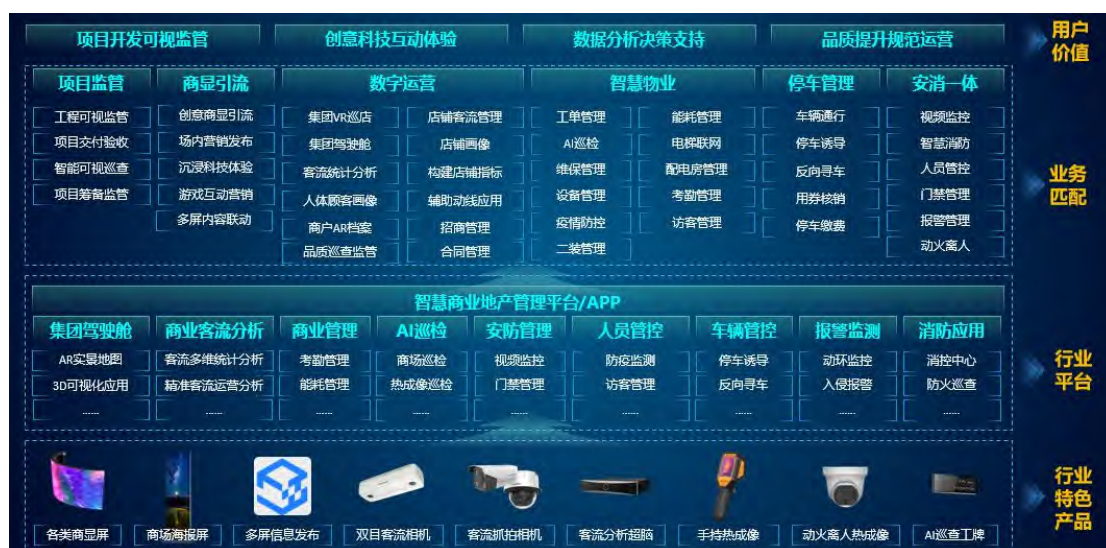 项目开发可视监管
创意科技互动体验
数据分析决策支持
品质提升规范运营
用户
价值
项目监管
商显引流
数字运营
智慧物业
停车管理
安消一体
工程可视监管
创意商显引流
集团VR巡店
店铺客流管理
工单管理
能耗管理
车辆通行
视频监控
项目交付验收
场内营销发布
集团驾驶舱
店铺画像
AI巡检
电梯联网
停车诱导
智慧消防
智能可视巡查
沉浸科技体验
客流统计分析
构建店铺指标
维保管理
配电房管理
反向寻车
人员管控
项目筹备监管
游戏互动营销
人体顾客画像
辅助动线应用
设备管理
考勤管理
用券核销
门禁管理
多屏内容联动
商户AR档案
招商管理
疫情防控
访客管理
停车缴费
报警管理
品质巡查监管
合同管理
二装管理
动火离人
业务
匹配
智慧商业地产管理平台/APP
集团驾驶舱
商业客流分析
商业管理
AI巡检
安防管理
人员管控
车辆管控
报警监测
消防应用
AR实景地图
客流多维统计分析
考勤管理
商场巡检
视频监控
防疫监测
停车诱导
动环监控
消控中心
3D可视化应用
精准客流运营分析
能耗管理
热成像巡检
门禁管理
访客管理
反向寻车
入侵报警
防火巡查
......
......
......
......
......
......
......
......
......
行业
平台
各类商显屏
商场海报屏
多屏信息发布
双目客流相机
客流抓拍相机
客流分析超脑
手持热成像
动火离人热成像
AI巡查工牌
行业
特色
产品